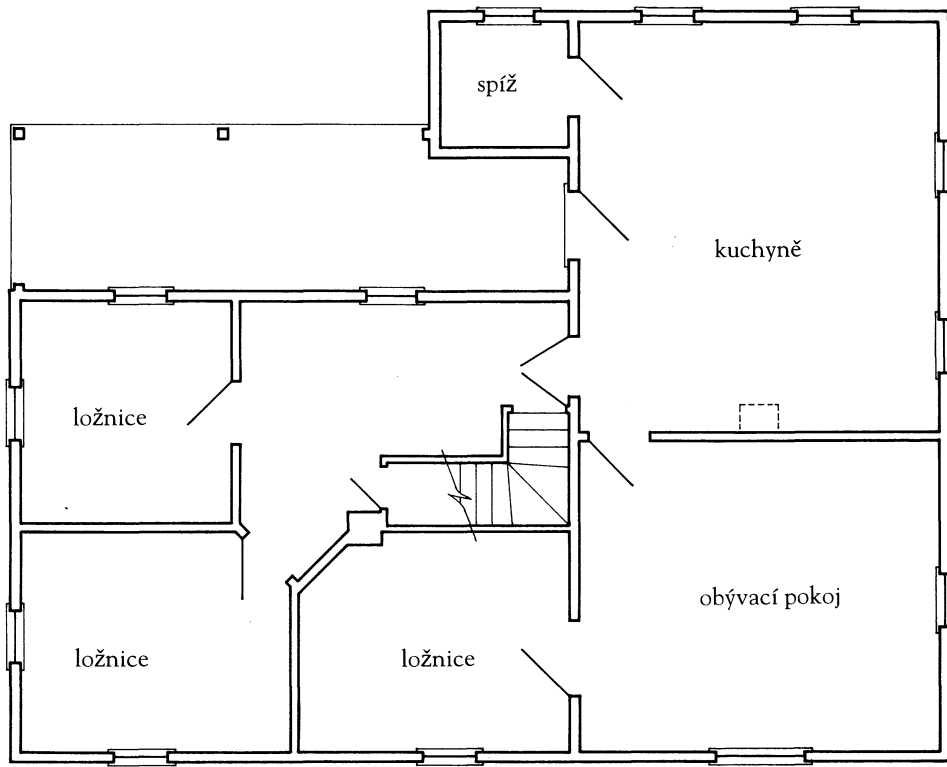 spíž
kuchyně
ložnice
obývací pokoj
ložnice
ložnice